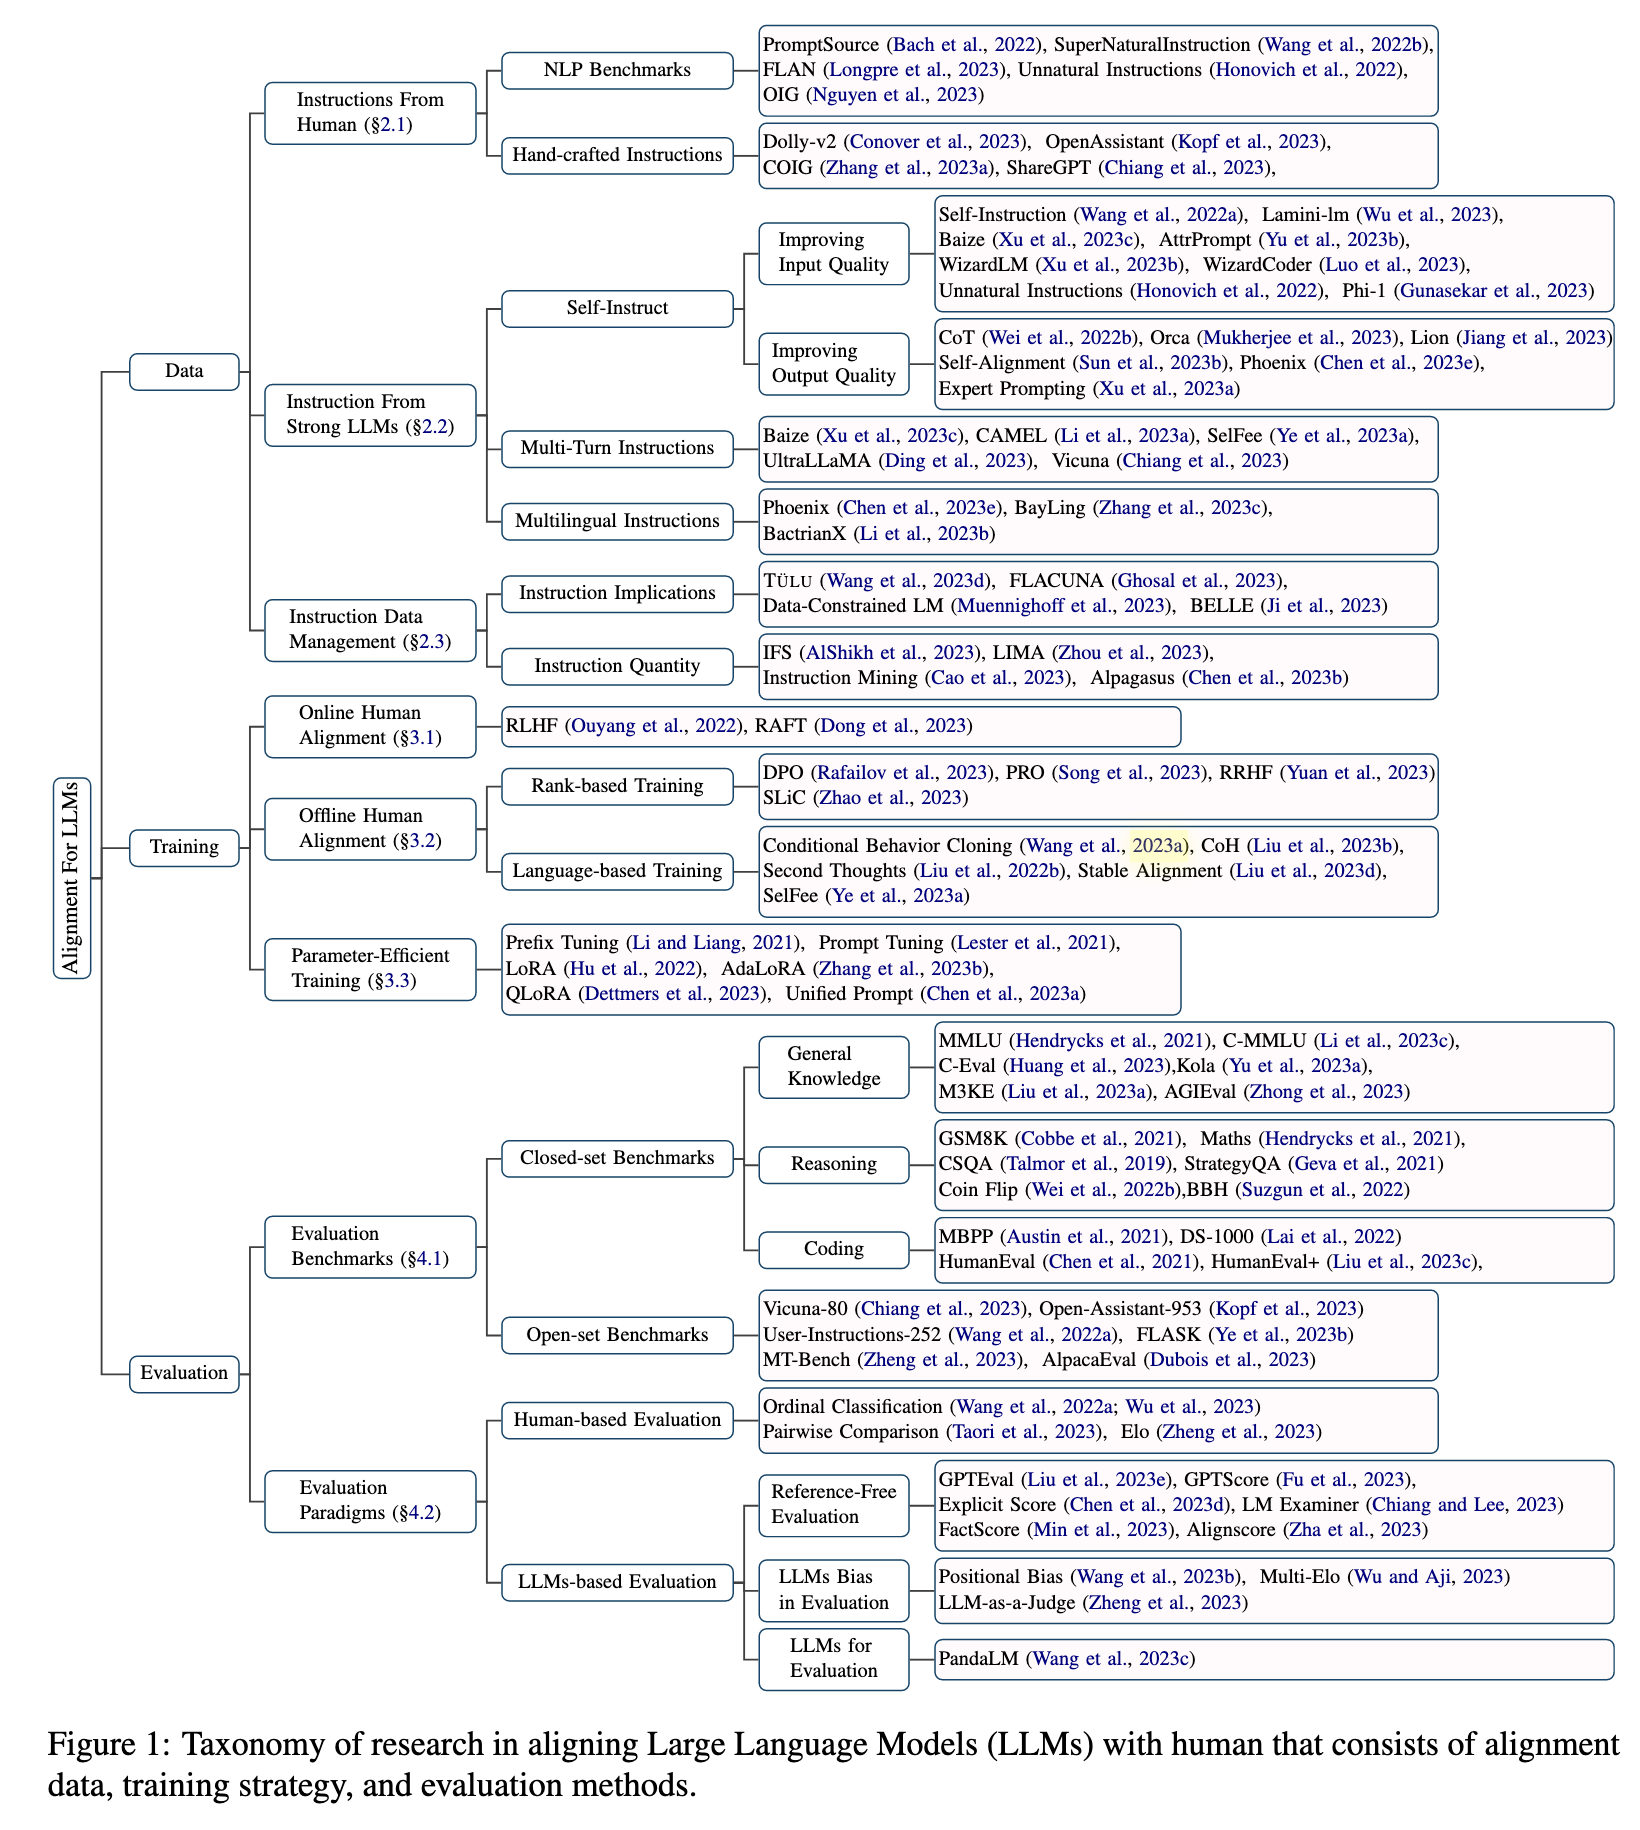 Alignment For LLMs
Data
Instructions From
Human (§2.1)
NLP Benchmarks
PromptSource (Bach et al., 2022), SuperNaturalInstruction (Wang et al., 2022b),
FLAN (Longpre et al., 2023), Unnatural Instructions (Honovich et al., 2022),
OIG (Nguyen et al., 2023)
Hand-crafted Instructions
Dolly-v2 (Conover et al., 2023), OpenAssistant (Kopf et al., 2023),
COIG (Zhang et al., 2023a), ShareGPT (Chiang et al., 2023),
Instruction From
Strong LLMs (§2.2)
Self-Instruct
Improving
Input Quality
Self-Instruction (Wang et al., 2022a), Lamini-lm (Wu et al., 2023),
Baize (Xu et al., 2023c), AttrPrompt (Yu et al., 2023b),
WizardLM (Xu et al., 2023b), WizardCoder (Luo et al., 2023),
Unnatural Instructions (Honovich et al., 2022), Phi-1 (Gunasekar et al., 2023)
Improving
Output Quality
CoT (Wei et al., 2022b), Orca (Mukherjee et al., 2023), Lion (Jiang et al., 2023)
Self-Alignment (Sun et al., 2023b), Phoenix (Chen et al., 2023e),
Expert Prompting (Xu et al., 2023a)
Multi-Turn Instructions
Baize (Xu et al., 2023c), CAMEL (Li et al., 2023a), SelFee (Ye et al., 2023a),
UltraLLaMA (Ding et al., 2023), Vicuna (Chiang et al., 2023)
Multilingual Instructions
Phoenix (Chen et al., 2023e), BayLing (Zhang et al., 2023c),
BactrianX (Li et al., 2023b)
Instruction Data
Management (§2.3)
Instruction Implications
TÜLU (Wang et al., 2023d), FLACUNA (Ghosal et al., 2023),
Data-Constrained LM (Muennighoff et al., 2023), BELLE (Ji et al., 2023)
Instruction Quantity
IFS (AlShikh et al., 2023), LIMA (Zhou et al., 2023),
Instruction Mining (Cao et al., 2023), Alpagasus (Chen et al., 2023b)
Training
Online Human
Alignment (§3.1)
RLHF (Ouyang et al., 2022), RAFT (Dong et al., 2023)
Offline Human
Alignment (§3.2)
Rank-based Training
DPO (Rafailov et al., 2023), PRO (Song et al., 2023), RRHF (Yuan et al., 2023)
SLiC (Zhao et al., 2023)
Language-based Training
Conditional Behavior Cloning (Wang et al., 2023a), CoH (Liu et al., 2023b),
Second Thoughts (Liu et al., 2022b), Stable Alignment (Liu et al., 2023d),
SelFee (Ye et al., 2023a)
Parameter-Efficient
Training (§3.3)
Prefix Tuning (Li and Liang, 2021), Prompt Tuning (Lester et al., 2021),
LoRA (Hu et al., 2022), AdaLoRA (Zhang et al., 2023b),
QLoRA (Dettmers et al., 2023), Unified Prompt (Chen et al., 2023a)
Evaluation
Evaluation
Benchmarks (§4.1)
Closed-set Benchmarks
General
Knowledge
MMLU (Hendrycks et al., 2021), C-MMLU (Li et al., 2023c),
C-Eval (Huang et al., 2023),Kola (Yu et al., 2023a),
M3KE (Liu et al., 2023a), AGIEval (Zhong et al., 2023)
Reasoning
GSM8K (Cobbe et al., 2021), Maths (Hendrycks et al., 2021),
CSQA (Talmor et al., 2019), StrategyQA (Geva et al., 2021)
Coin Flip (Wei et al., 2022b),BBH (Suzgun et al., 2022)
Coding
MBPP (Austin et al., 2021), DS-1000 (Lai et al., 2022)
HumanEval (Chen et al., 2021), HumanEval+ (Liu et al., 2023c),
Open-set Benchmarks
Vicuna-80 (Chiang et al., 2023), Open-Assistant-953 (Kopf et al., 2023)
User-Instructions-252 (Wang et al., 2022a), FLASK (Ye et al., 2023b)
MT-Bench (Zheng et al., 2023), AlpacaEval (Dubois et al., 2023)
Evaluation
Paradigms (§4.2)
Human-based Evaluation
Ordinal Classification (Wang et al., 2022a; Wu et al., 2023)
Pairwise Comparison (Taori et al., 2023), Elo (Zheng et al., 2023)
LLMs-based Evaluation
Reference-Free
Evaluation
GPTEval (Liu et al., 2023e), GPTScore (Fu et al., 2023),
Explicit Score (Chen et al., 2023d), LM Examiner (Chiang and Lee, 2023)
FactScore (Min et al., 2023), Alignscore (Zha et al., 2023)
LLMs Bias
in Evaluation
Positional Bias (Wang et al., 2023b), Multi-Elo (Wu and Aji, 2023)
LLM-as-a-Judge (Zheng et al., 2023)
LLMs for
Evaluation
PandaLM (Wang et al., 2023c)
Figure 1: Taxonomy of research in aligning Large Language Models (LLMs) with human that consists of alignment
data, training strategy, and evaluation methods.